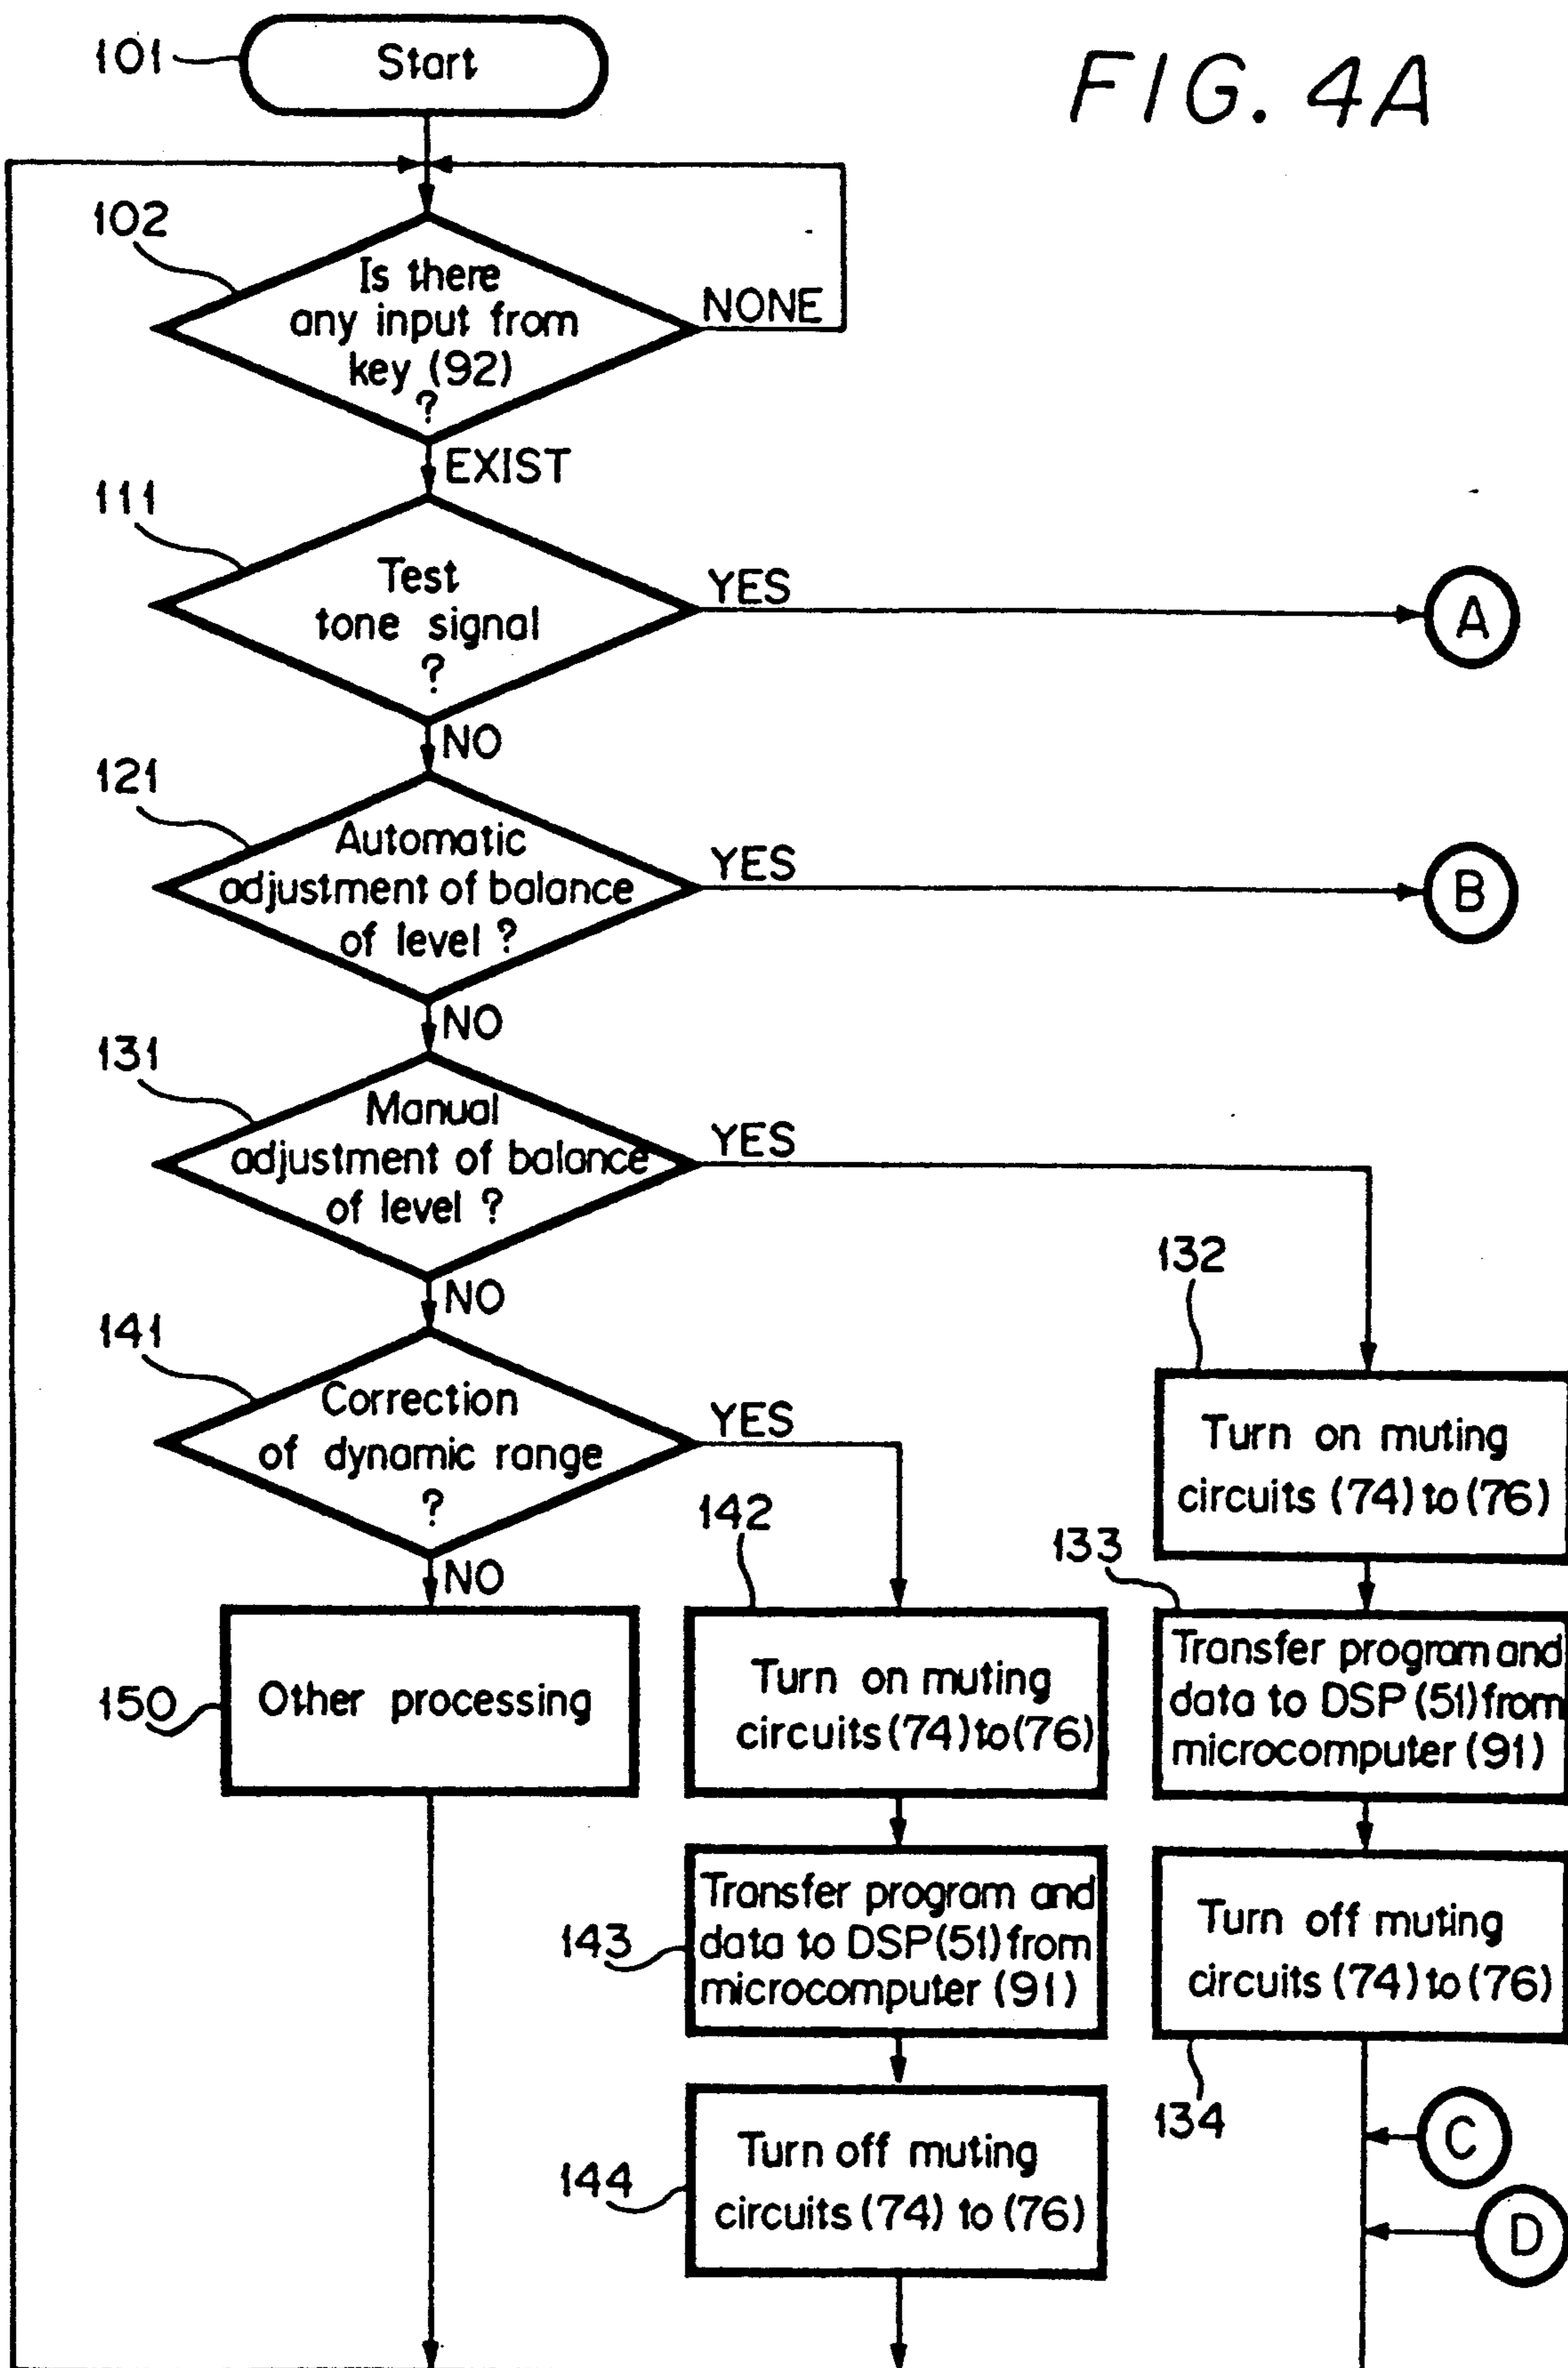 FIG. 4A
101
Start
102
Is there
any input from
key (92)
?
NONE
EXIST
111
Test
tone signal
?
YES
A
NO
121
Automatic
adjustment of balance
of level ?
YES
B
NO
131
Manual
adjustment of balance
of level ?
YES
NO
132
Turn on muting
circuits (74) to (76)
141
Correction
of dynamic range
?
YES
NO
133
Transfer program and
data to DSP (51) from
microcomputer (91)
142
Turn on muting
circuits (74) to (76)
150
Other processing
134
Turn off muting
circuits (74) to (76)
143
Transfer program and
data to DSP (51) from
microcomputer (91)
144
Turn off muting
circuits (74) to (76)
C
D